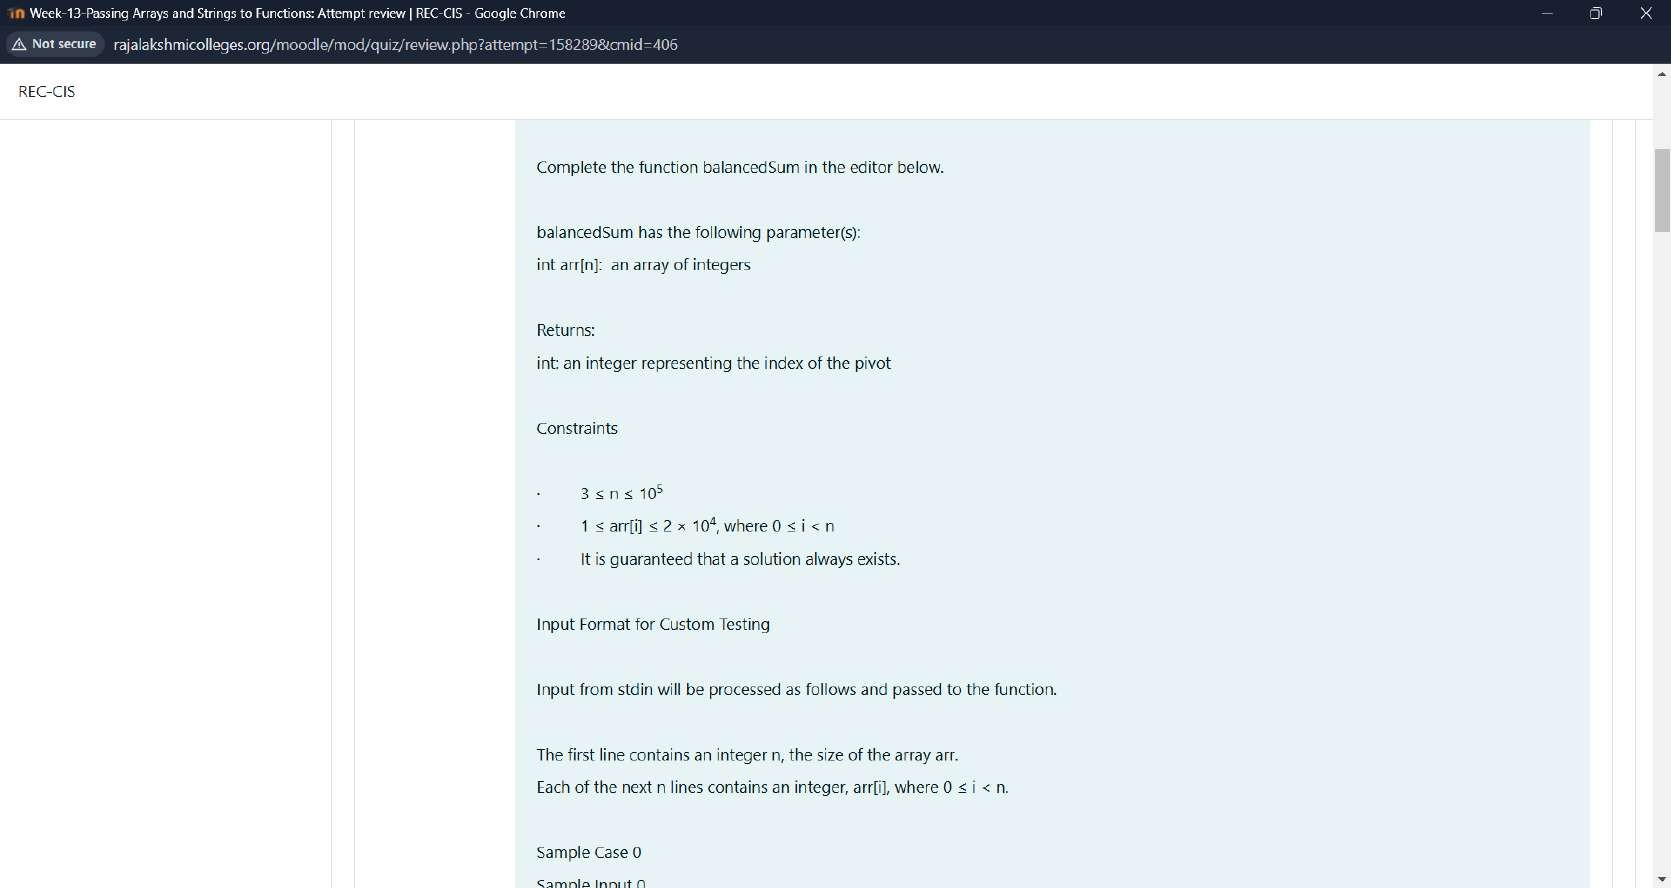 Week-13-Passing Arrays and Strings to Functions: Attempt review | REC-CIS - Google Chrome
Not secure rajalakshmicolleges.org/moodle/mod/quiz/review.php?attempt=158289&cmid=406
REC-CIS
Complete the function balancedSum in the editor below.
balancedSum has the following parameter(s):
int arr[n]: an array of integers
Returns:
int: an integer representing the index of the pivot
Constraints
· 3 ≤ n ≤ 10⁵
· 1 ≤ arr[i] ≤ 2 × 10⁴, where 0 ≤ i < n
· It is guaranteed that a solution always exists.
Input Format for Custom Testing
Input from stdin will be processed as follows and passed to the function.
The first line contains an integer n, the size of the array arr.
Each of the next n lines contains an integer, arr[i], where 0 ≤ i < n.
Sample Case 0
Sample Input 0